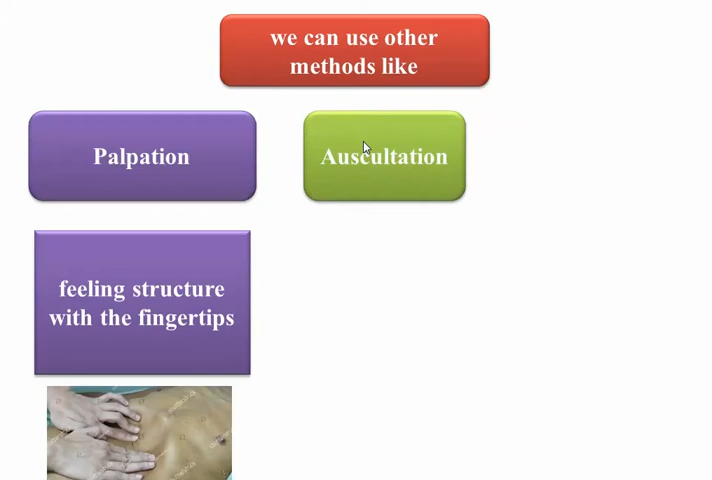 we can use other
methods like
Palpation
Auscultation
feeling structure
with the fingertips